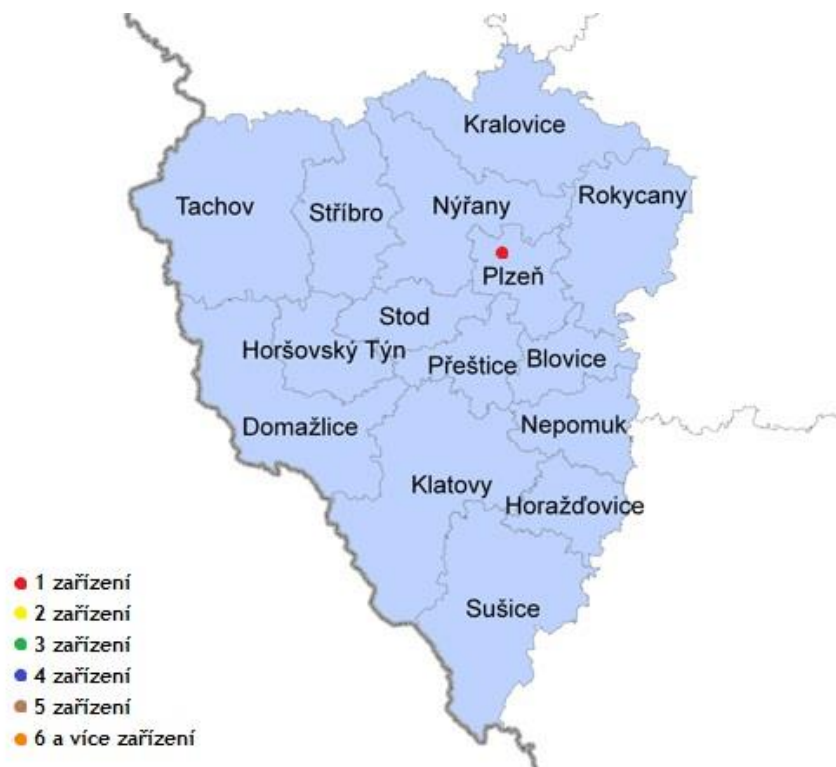 Kralovice
Rokycany
Tachov
Stříbro
Nýřany
Plzeň
Stod
Horšovský Týn
Přeštice
Blovice
Domažlice
Nepomuk
Klatovy
Horažďovice
Sušice
1 zařízení
2 zařízení
3 zařízení
4 zařízení
5 zařízení
6 a více zařízení